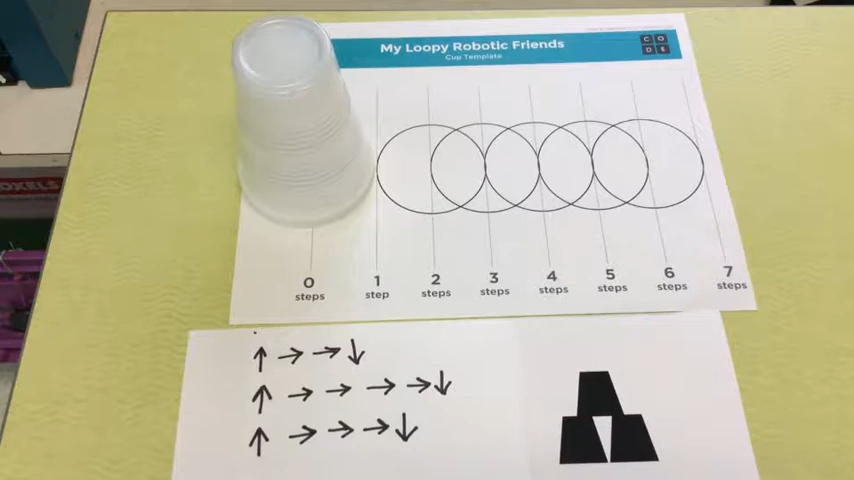 My Loopy Robotic Friends
Cup Template
C O
D E
0 1 2 3 4 5 6 7
steps step steps steps steps steps steps steps
↑ → → ↓
↑ → → → → ↓
↑ → → → ↓